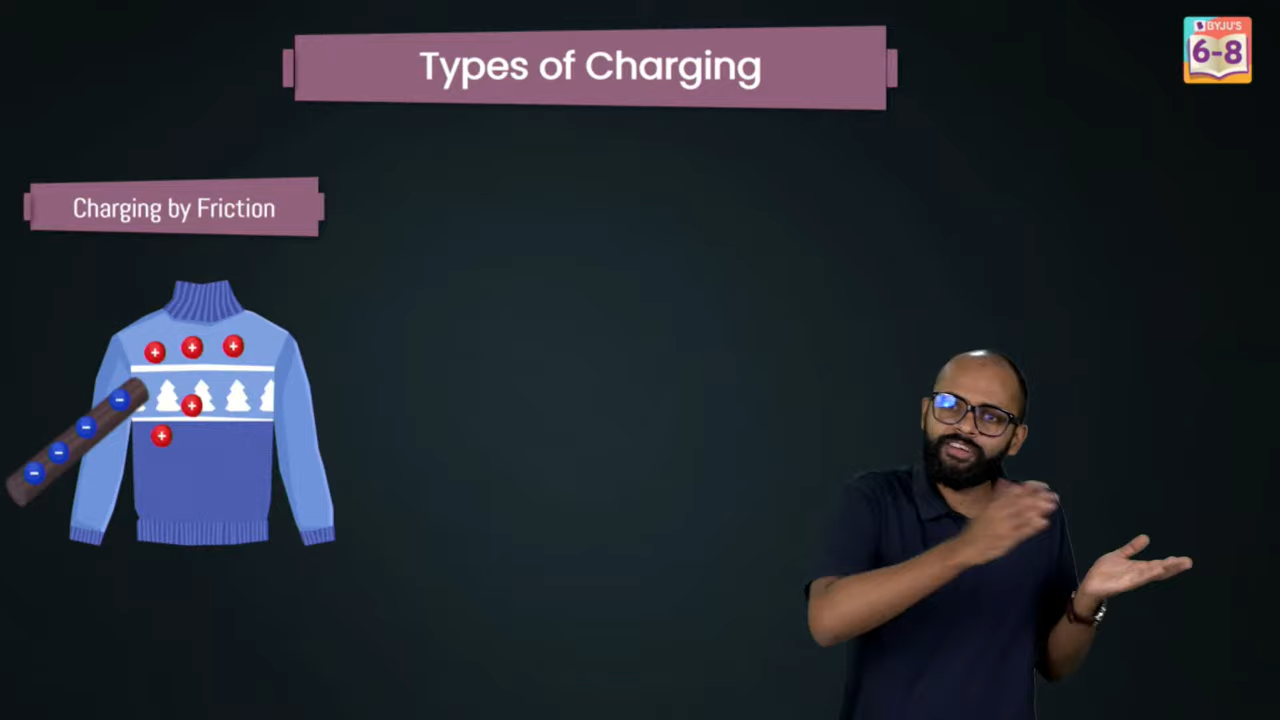 Types of Charging
BYJU'S
6-8
Charging by Friction
+ + +
+
+
-
-
-
-